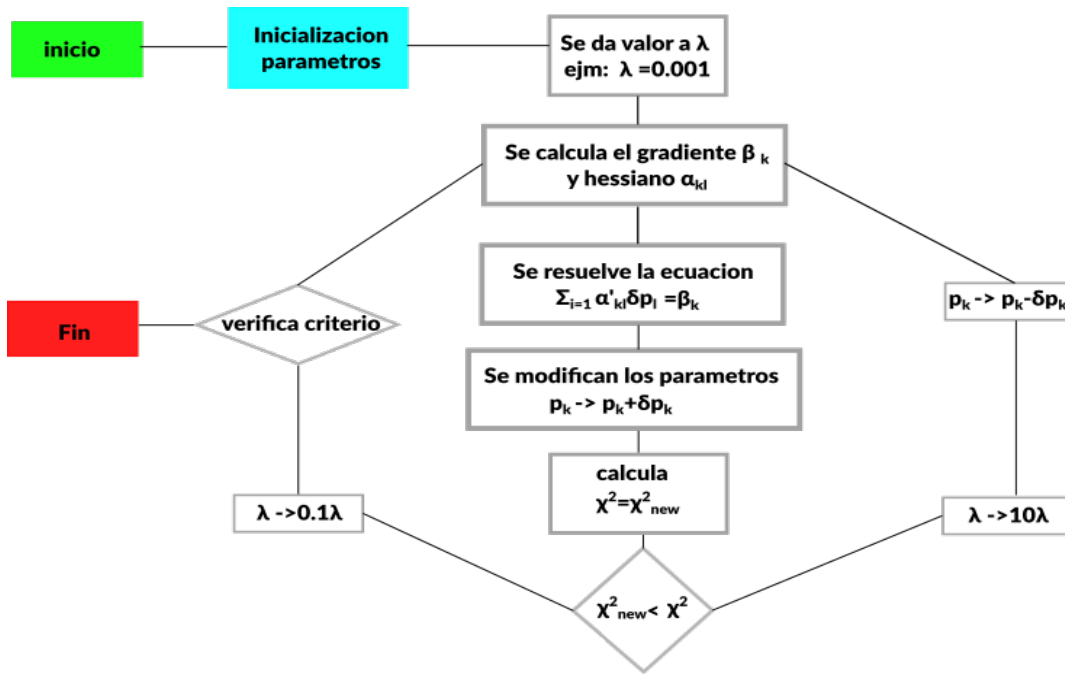 inicio
Inicializacion
parametros
Se da valor a λ
ejm: λ =0.001
Se calcula el gradiente β k
y hessiano αkl
Se resuelve la ecuacion
Σi=1 α'klδpl =βk
verifica criterio
Fin
pk -> pk-δpk
Se modifican los parametros
pk -> pk+δpk
calcula
χ²=χ²new
λ ->0.1λ
λ ->10λ
χ²new< χ²